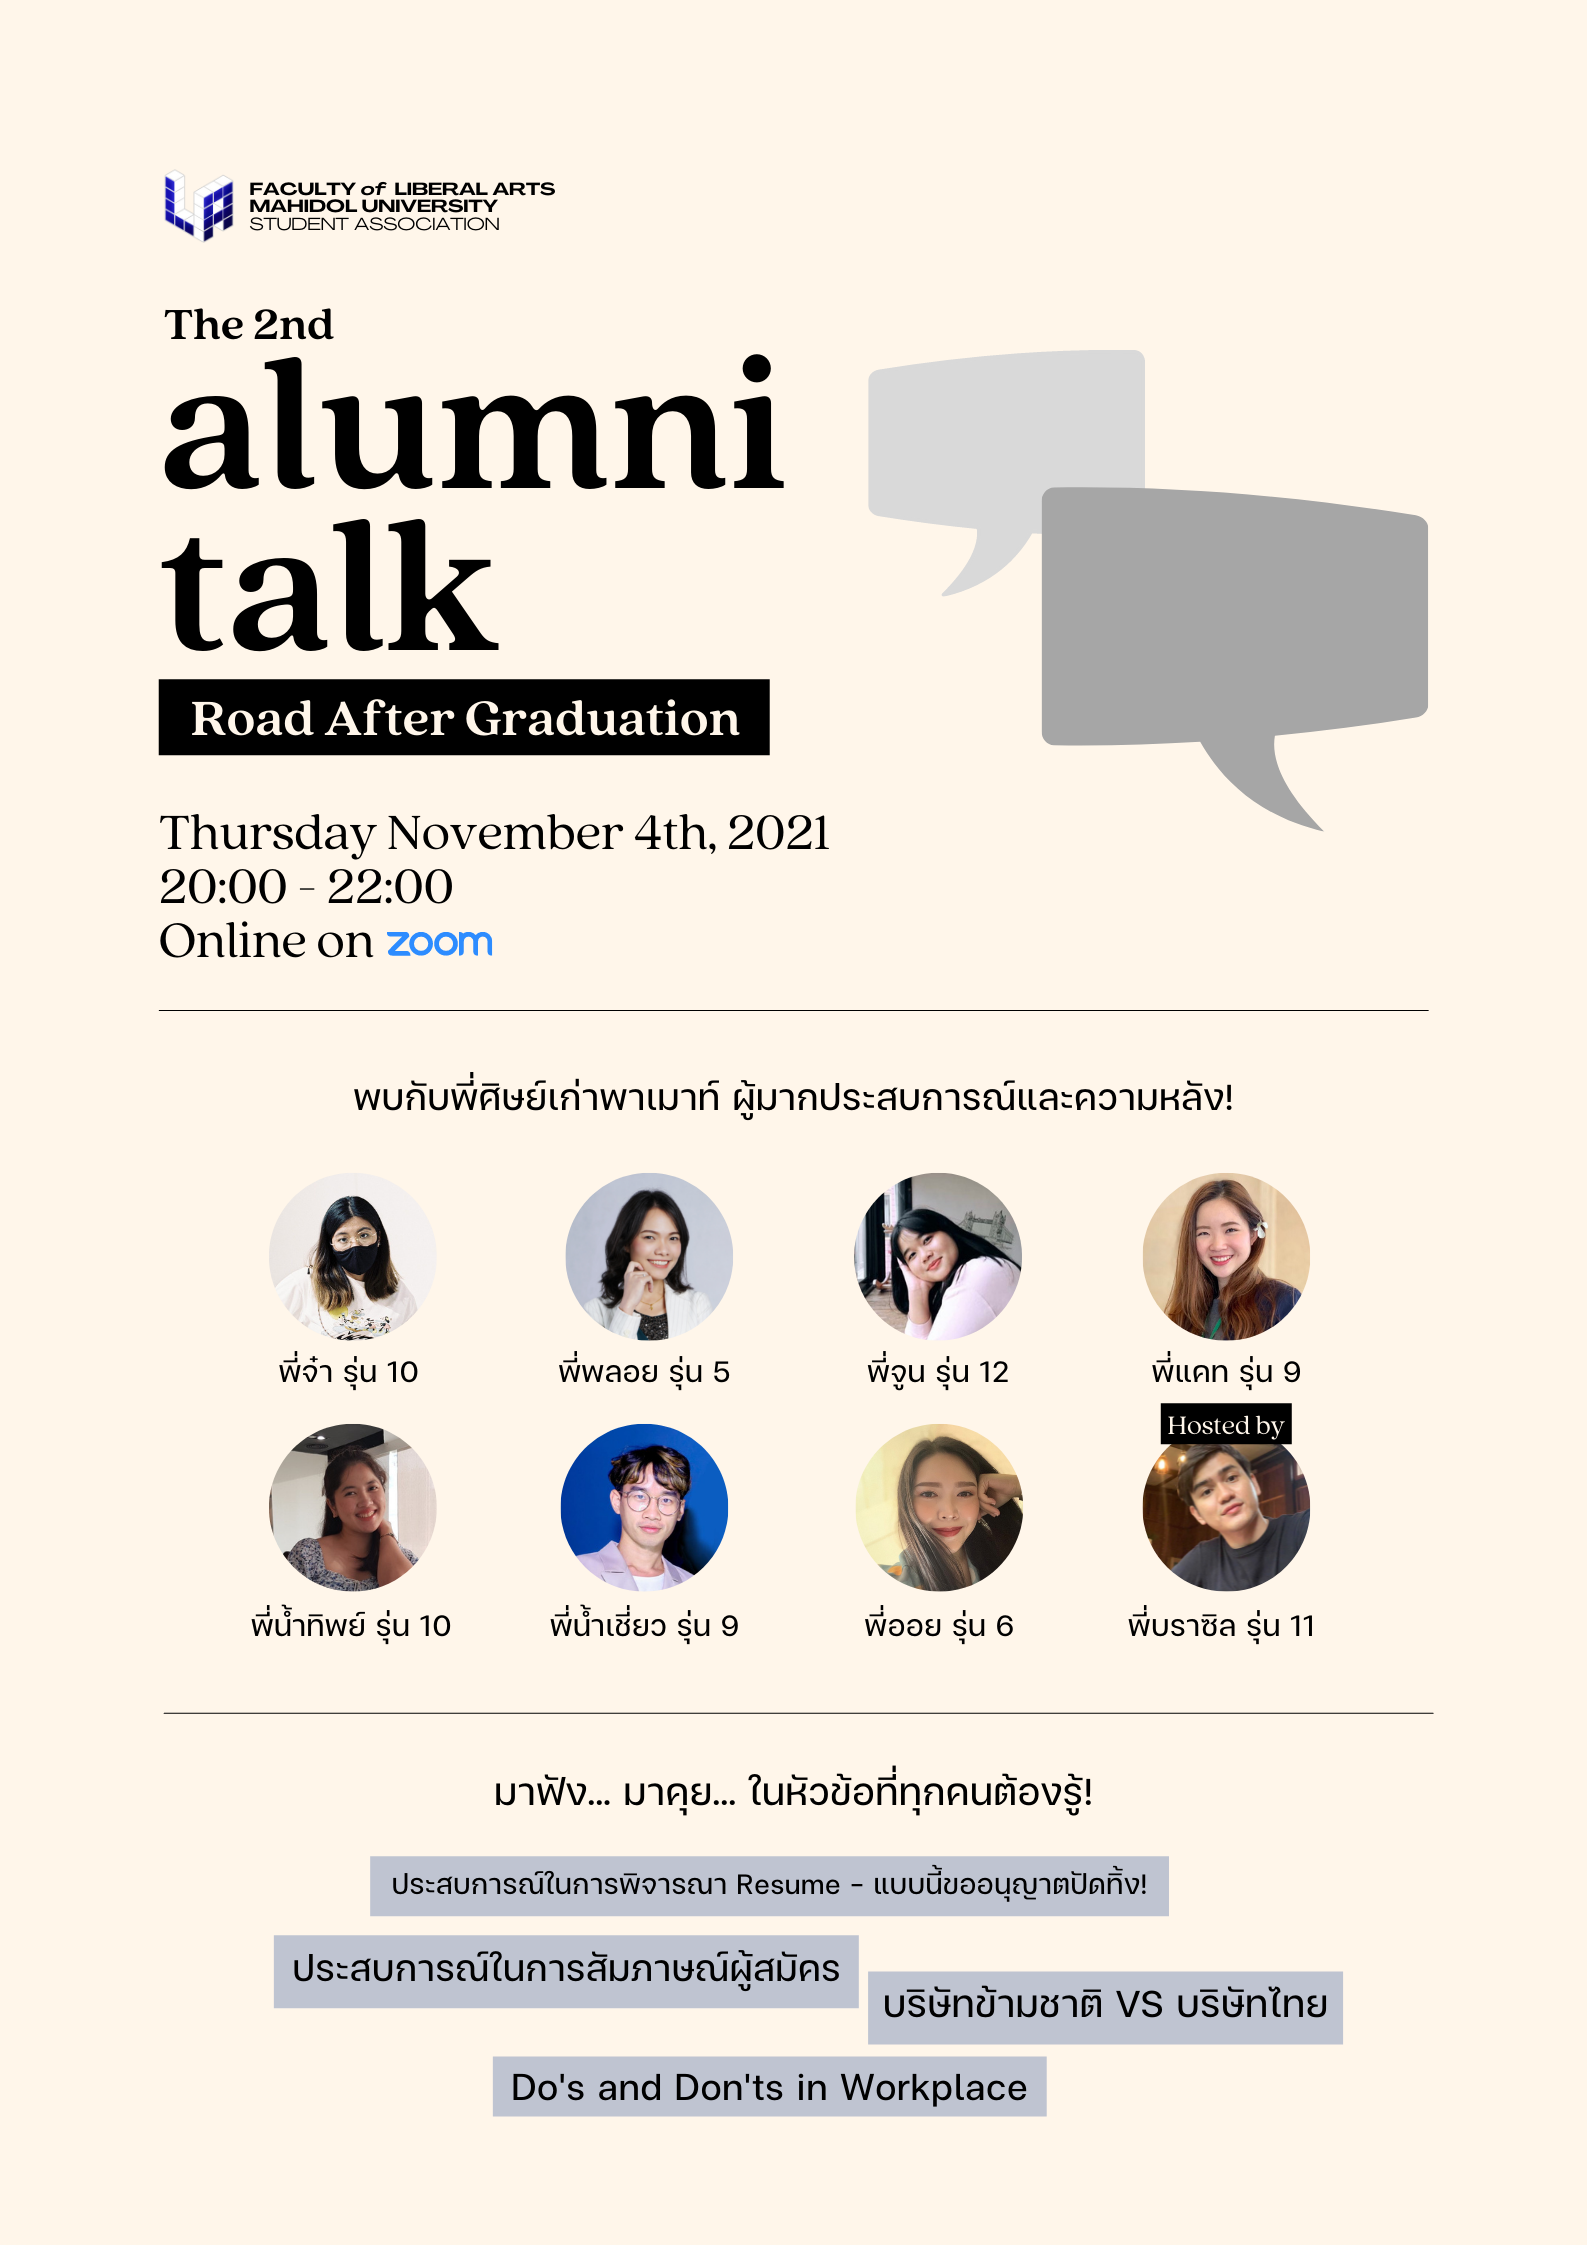 FACULTY of LIBERAL ARTS
MAHIDOL UNIVERSITY
STUDENT ASSOCIATION
The 2nd
alumni
talk
Road After Graduation
Thursday November 4th, 2021
20:00 - 22:00
Online on zoom
พบกับพี่ศิษย์เก่าพาเมาท์ ผู้มากประสบการณ์และความหลัง!
พี่จ๋า รุ่น 10
พี่พลอย รุ่น 5
พี่จูน รุ่น 12
พี่แคท รุ่น 9
Hosted by
พี่น้ำทิพย์ รุ่น 10
พี่น้ำเชี่ยว รุ่น 9
พี่ออย รุ่น 6
พี่บราซิล รุ่น 11
มาฟัง... มาคุย... ในหัวข้อที่ทุกคนต้องรู้!
ประสบการณ์ในการพิจารณา Resume - แบบนี้ขออนุญาตปัดทิ้ง!
ประสบการณ์ในการสัมภาษณ์ผู้สมัคร
บริษัทข้ามชาติ VS บริษัทไทย
Do's and Don'ts in Workplace